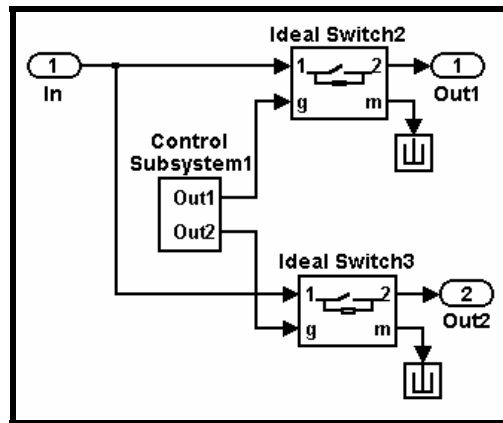 Ideal Switch2
1
In
1 2
g m
1
Out1
Control
Subsystem1
Out1
Out2
Ideal Switch3
1 2
g m
2
Out2